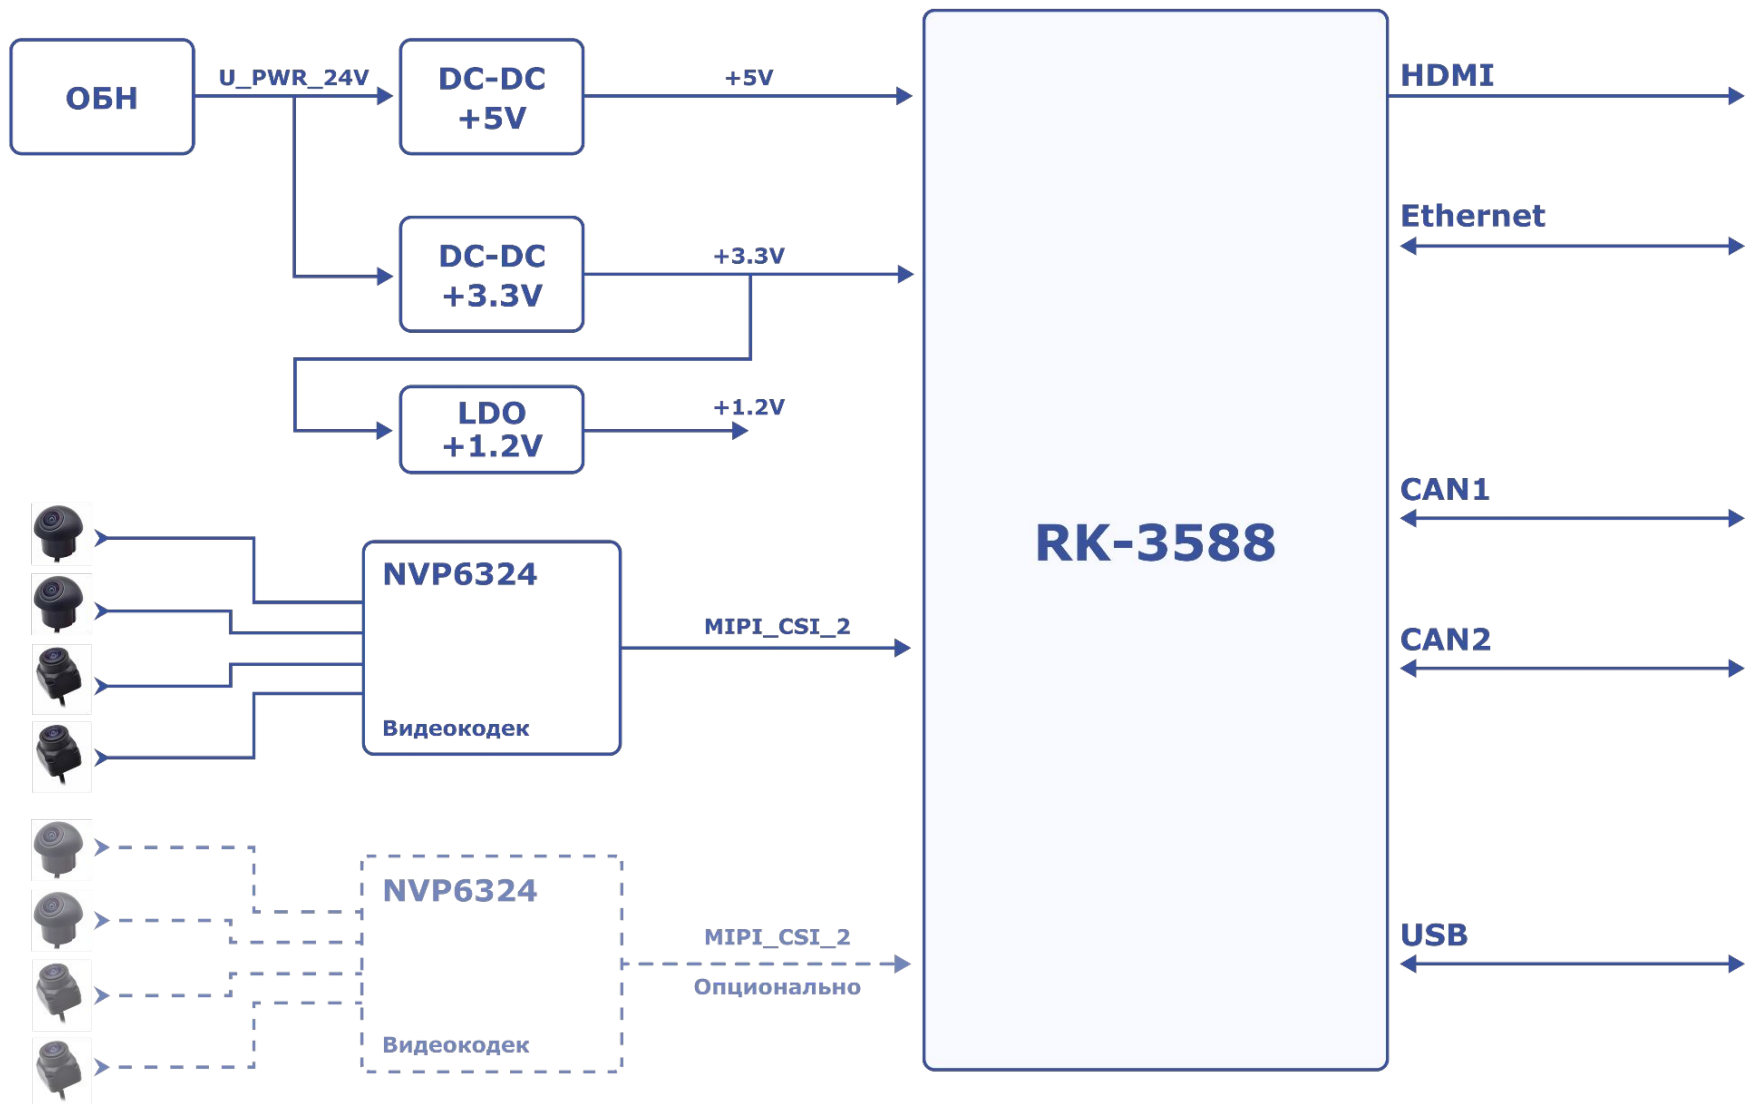 ОБН
U_PWR_24V
DC-DC
+5V
+5V
DC-DC
+3.3V
+3.3V
LDO
+1.2V
+1.2V
NVP6324
Видеокодек
MIPI_CSI_2
NVP6324
Видеокодек
MIPI_CSI_2
Опционально
RK-3588
HDMI
Ethernet
CAN1
CAN2
USB